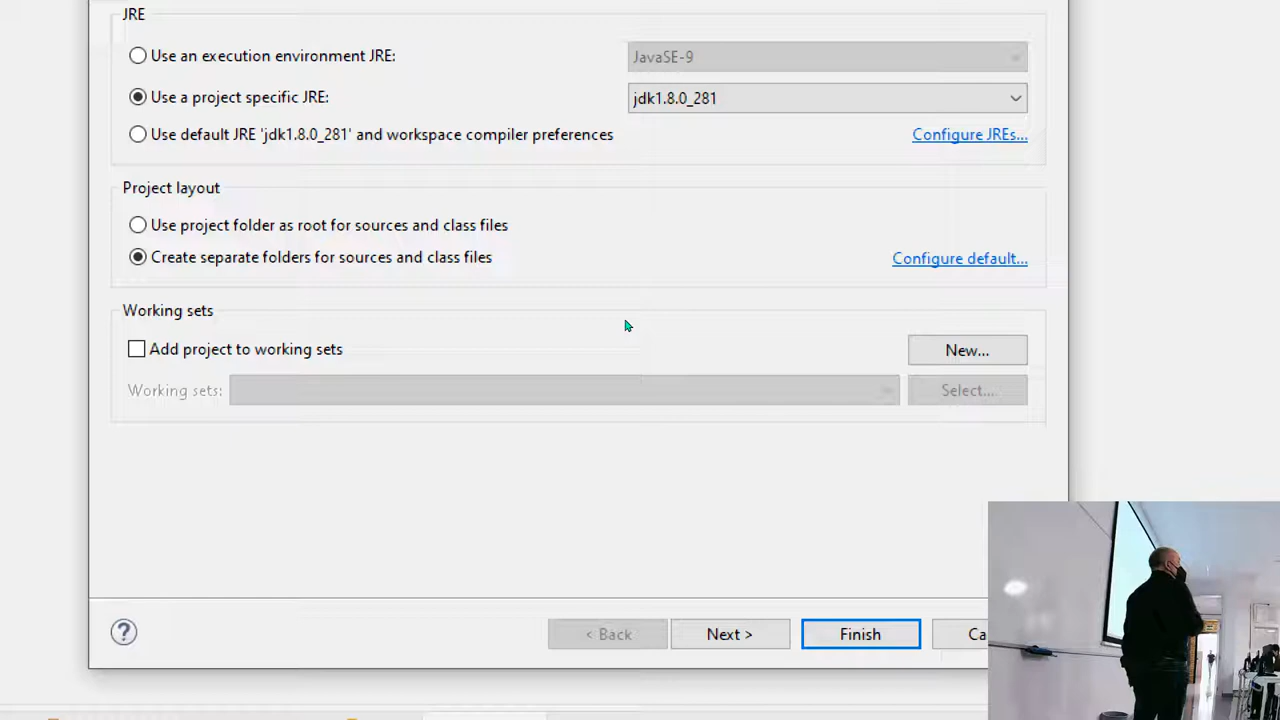 JRE
Use an execution environment JRE:
JavaSE-9
Use a project specific JRE:
jdk1.8.0_281
Use default JRE 'jdk1.8.0_281' and workspace compiler preferences
Configure JREs...
Project layout
Use project folder as root for sources and class files
Create separate folders for sources and class files
Configure default...
Working sets
Add project to working sets
New...
Working sets:
Select...
?
< Back
Next >
Finish
Ca